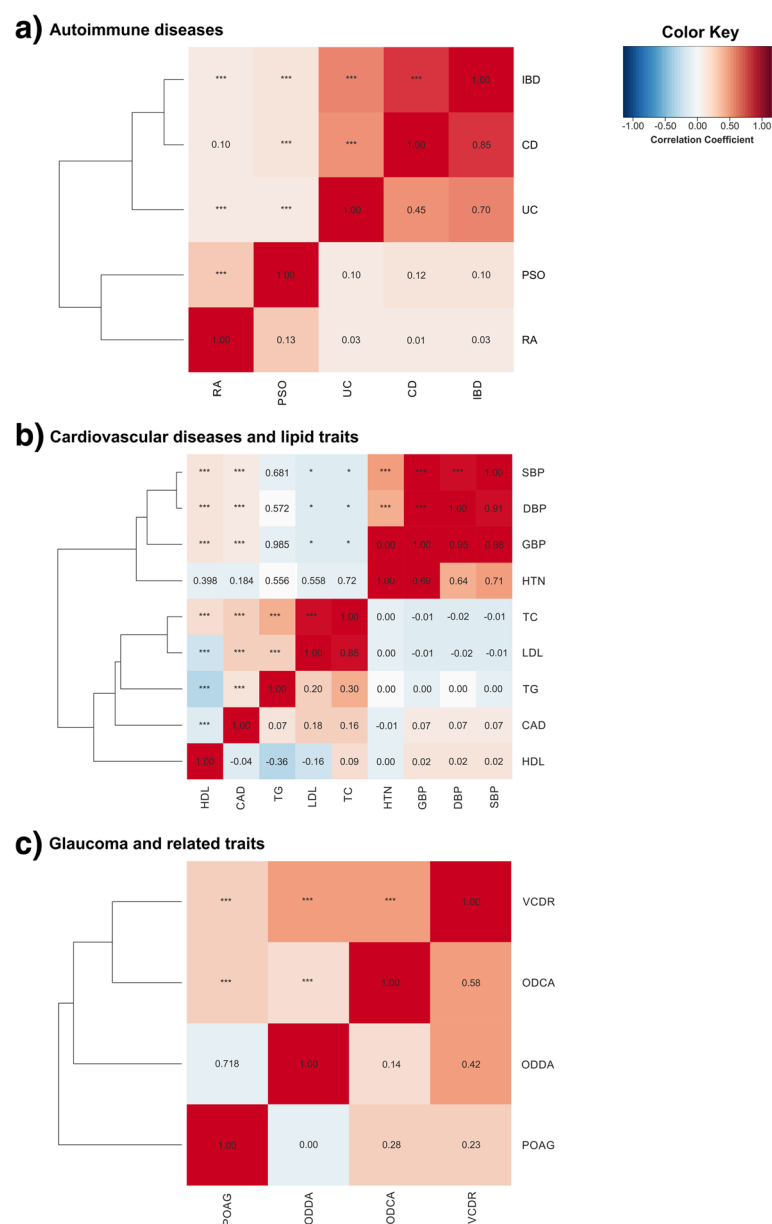 a) Autoimmune diseases
Color Key
-1.00 -0.50 0.00 0.50 1.00
Correlation Coefficient
*** *** *** *** 1.00 IBD
0.10 *** *** 1.00 0.85 CD
*** *** 1.00 0.45 0.70 UC
*** 1.00 0.10 0.12 0.10 PSO
1.00 0.13 0.03 0.01 0.03 RA
RA PSO UC CD IBD
b) Cardiovascular diseases and lipid traits
*** *** 0.681 * * *** *** *** 1.00 SBP
*** *** 0.572 * * *** *** 1.00 0.91 DBP
*** *** 0.985 * * 0.00 1.00 0.95 0.98 GBP
0.398 0.184 0.556 0.558 0.72 1.00 0.69 0.64 0.71 HTN
*** *** *** *** 1.00 0.00 -0.01 -0.02 -0.01 TC
*** *** *** 1.00 0.85 0.00 -0.01 -0.02 -0.01 LDL
*** *** 1.00 0.20 0.30 0.00 0.00 0.00 0.00 TG
*** 1.00 0.07 0.18 0.16 -0.01 0.07 0.07 0.07 CAD
1.00 -0.04 -0.36 -0.16 0.09 0.00 0.02 0.02 0.02 HDL
HDL CAD TG LDL TC HTN GBP DBP SBP
c) Glaucoma and related traits
*** *** *** 1.00 VCDR
*** *** 1.00 0.58 ODCA
0.718 1.00 0.14 0.42 ODDA
1.00 0.00 0.28 0.23 POAG
POAG ODDA ODCA VCDR